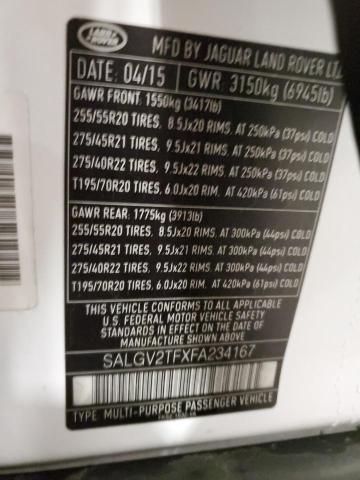 LAND ROVER
MFD BY JAGUAR LAND ROVER LT
DATE: 04/15 GWR: 3150kg (6945lb)
GAWR FRONT: 1550kg (3417lb)
255/55R20 TIRES, 8.5Jx20 RIMS, AT 250kPa (37psi) COLD
275/45R21 TIRES, 9.5Jx21 RIMS, AT 250kPa (37psi) COLD
275/40R22 TIRES, 9.5Jx22 RIMS, AT 250kPa (37psi) COLD
T195/70R20 TIRES, 6.0Jx20 RIM, AT 420kPa (61psi) COLD
GAWR REAR: 1775kg (3913lb)
255/55R20 TIRES, 8.5Jx20 RIMS, AT 300kPa (44psi) COLD
275/45R21 TIRES, 9.5Jx21 RIMS, AT 300kPa (44psi) COLD
275/40R22 TIRES, 9.5Jx22 RIMS, AT 300kPa (44psi) COLD
T195/70R20 TIRES, 6.0Jx20 RIM, AT 420kPa (61psi) COLD
THIS VEHICLE CONFORMS TO ALL APPLICABLE
U.S. FEDERAL MOTOR VEHICLE SAFETY
STANDARDS IN EFFECT ON THE DATE OF
MANUFACTURE SHOWN ABOVE
SALGV2TFXFA234167
TYPE: MULTI-PURPOSE PASSENGER VEHICLE